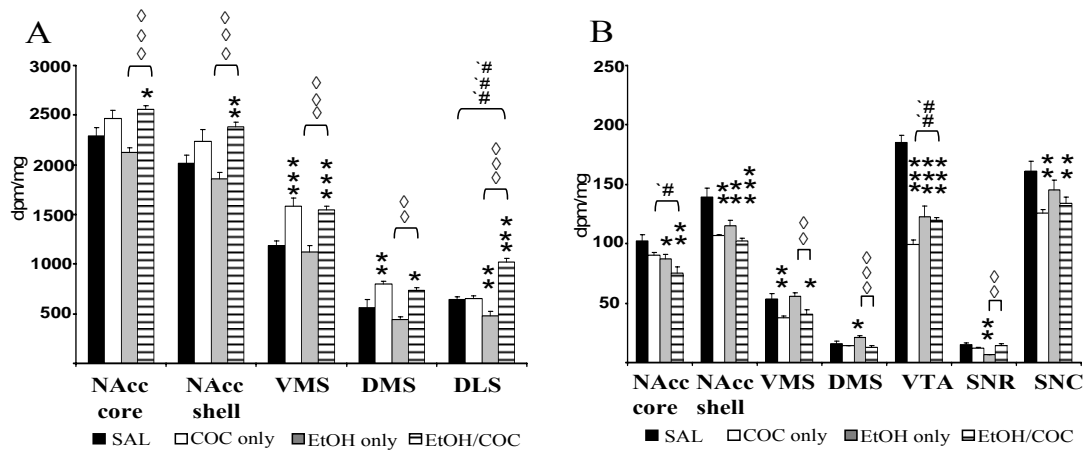 A
3000
2500
2000
1500
1000
500
dpm/mg
◊◊◊ ◊◊◊ ◊◊◊ ◊◊ ◊◊◊
`#`#`#
* ** *** *** ** * ** ***
NAcc core
NAcc shell
VMS
DMS
DLS
SAL COC only EtOH only EtOH/COC
B
250
200
150
100
50
dpm/mg
`# `#`#
◊◊ ◊◊◊ ◊◊
* ** ** *** *** ** * * *** *** *** ** ** **
NAcc core
NAcc shell
VMS
DMS
VTA
SNR
SNC
SAL COC only EtOH only EtOH/COC